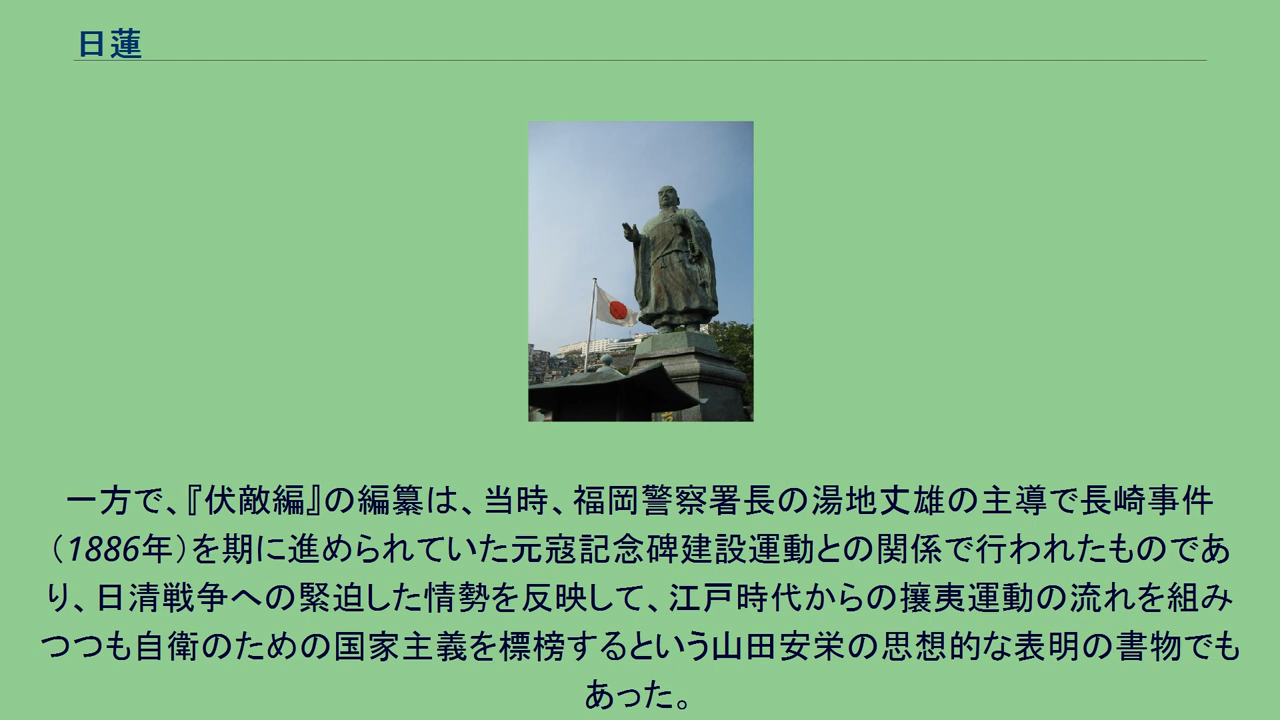 日蓮
一方で、『伏敵編』の編纂は、当時、福岡警察署長の湯地丈雄の主導で長崎事件
（1886年）を期に進められていた元寇記念碑建設運動との関係で行われたものであ
り、日清戦争への緊迫した情勢を反映して、江戸時代からの攘夷運動の流れを組み
つつも自衛のための国家主義を標榜するという山田安栄の思想的な表明の書物でも
あった。